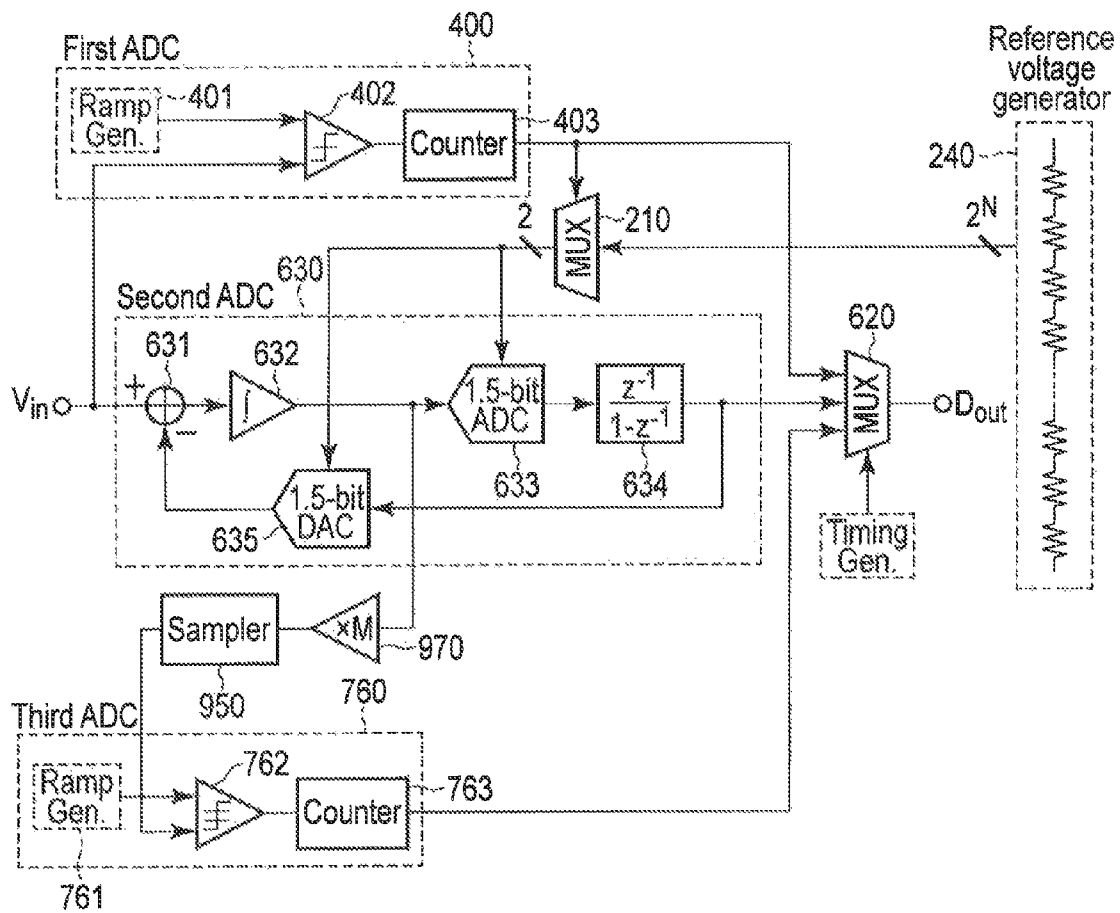 First ADC
400
Reference
voltage
generator
Ramp
Gen.
401
402
403
Counter
240
2
MUX
210
2^N
630
Second ADC
631
632
620
V_in
+
−
∫
1.5-bit
ADC
z^-1
1-z^-1
MUX
D_out
633
634
1.5-bit
DAC
635
Timing
Gen.
Sampler
×M
970
950
760
Third ADC
762
Ramp
Gen.
Counter
763
761